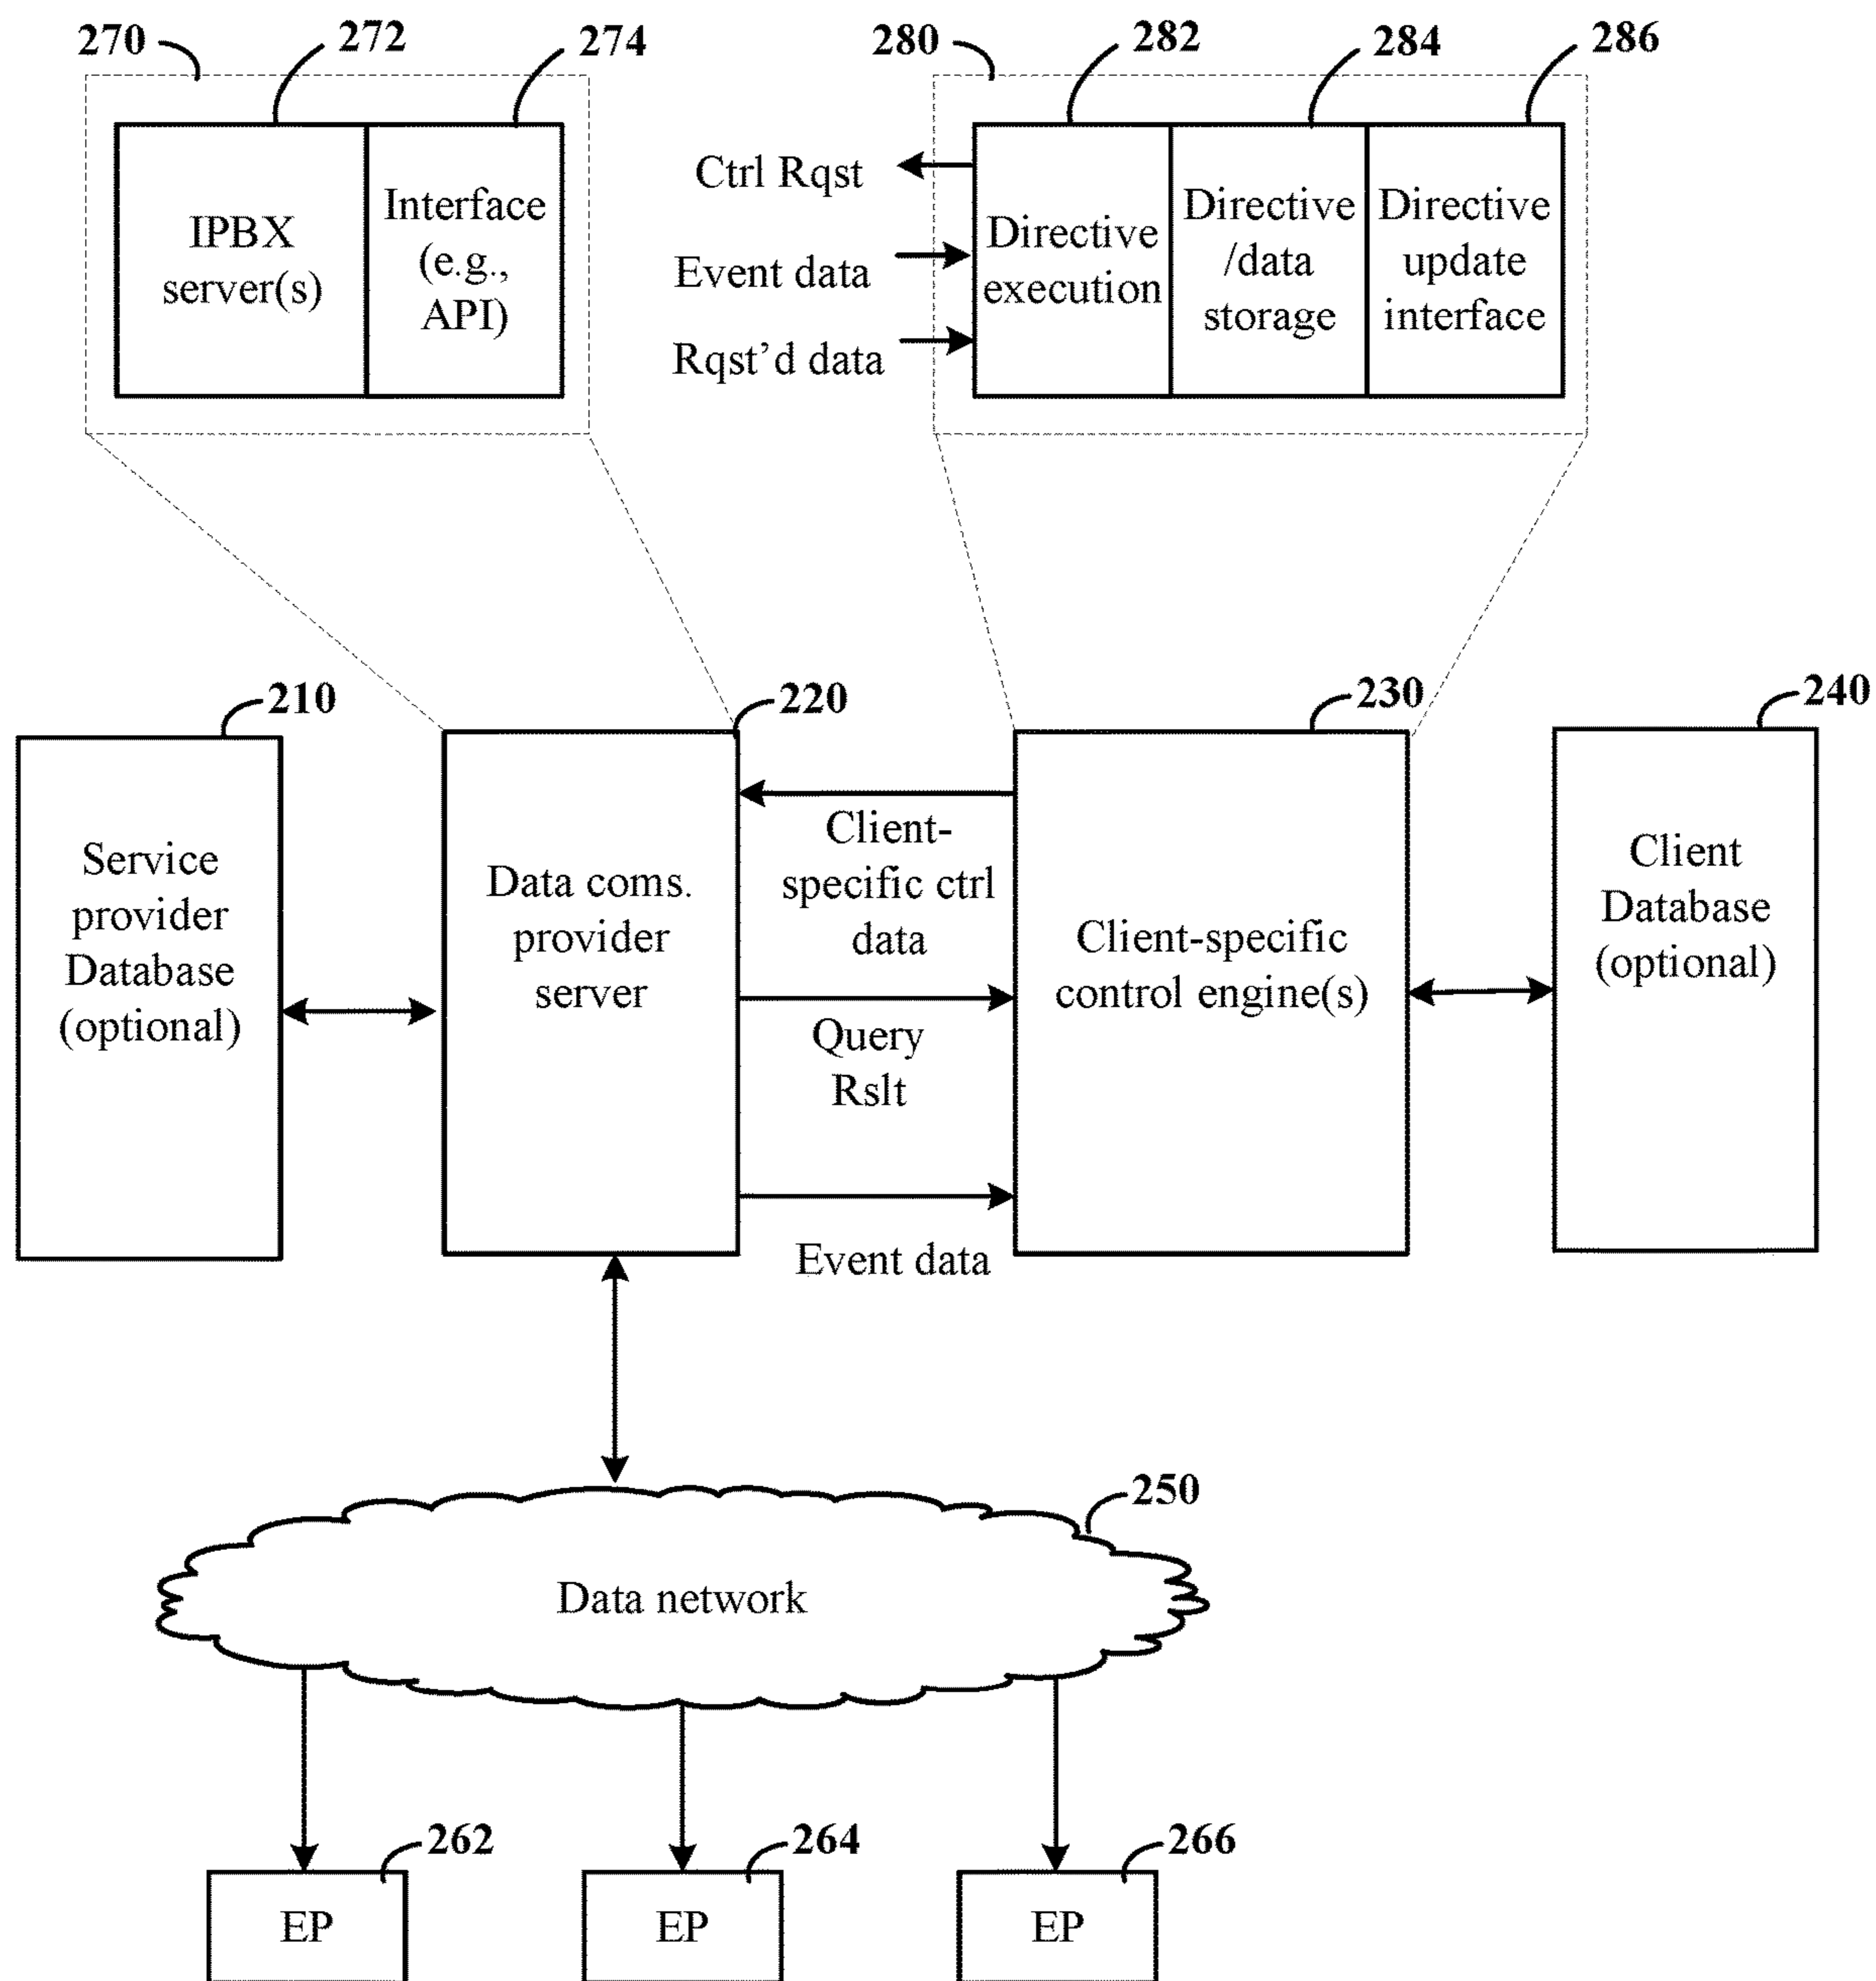 270
272
274
280
282
284
286
IPBX
server(s)
Interface
(e.g.,
API)
Ctrl Rqst
Event data
Rqst'd data
Directive
execution
Directive
/data
storage
Directive
update
interface
210
220
230
240
Service
provider
Database
(optional)
Data coms.
provider
server
Client-
specific ctrl
data
Query
Rslt
Event data
Client-specific
control engine(s)
Client
Database
(optional)
250
Data network
262
264
266
EP
EP
EP